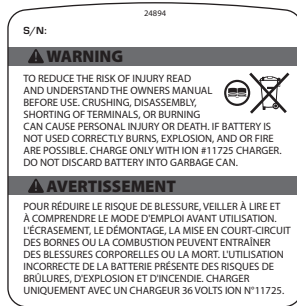 24894
S/N:
WARNING
TO REDUCE THE RISK OF INJURY READ
AND UNDERSTAND THE OWNERS MANUAL
BEFORE USE. CRUSHING, DISASSEMBLY,
SHORTING OF TERMINALS, OR BURNING
CAN CAUSE PERSONAL INJURY OR DEATH. IF BATTERY IS
NOT USED CORRECTLY BURNS, EXPLOSION, AND OR FIRE
ARE POSSIBLE. CHARGE ONLY WITH ION #11725 CHARGER.
DO NOT DISCARD BATTERY INTO GARBAGE CAN.
AVERTISSEMENT
POUR RÉDUIRE LE RISQUE DE BLESSURE, VEILLER À LIRE ET
À COMPRENDRE LE MODE D'EMPLOI AVANT UTILISATION.
L'ÉCRASEMENT, LE DÉMONTAGE, LA MISE EN COURT-CIRCUIT
DES BORNES OU LA COMBUSTION PEUVENT ENTRAÎNER
DES BLESSURES CORPORELLES OU LA MORT. L'UTILISATION
INCORRECTE DE LA BATTERIE PRÉSENTE DES RISQUES DE
BRÛLURES, D'EXPLOSION ET D'INCENDIE. CHARGER
UNIQUEMENT AVEC UN CHARGEUR 36 VOLTS ION N°11725.